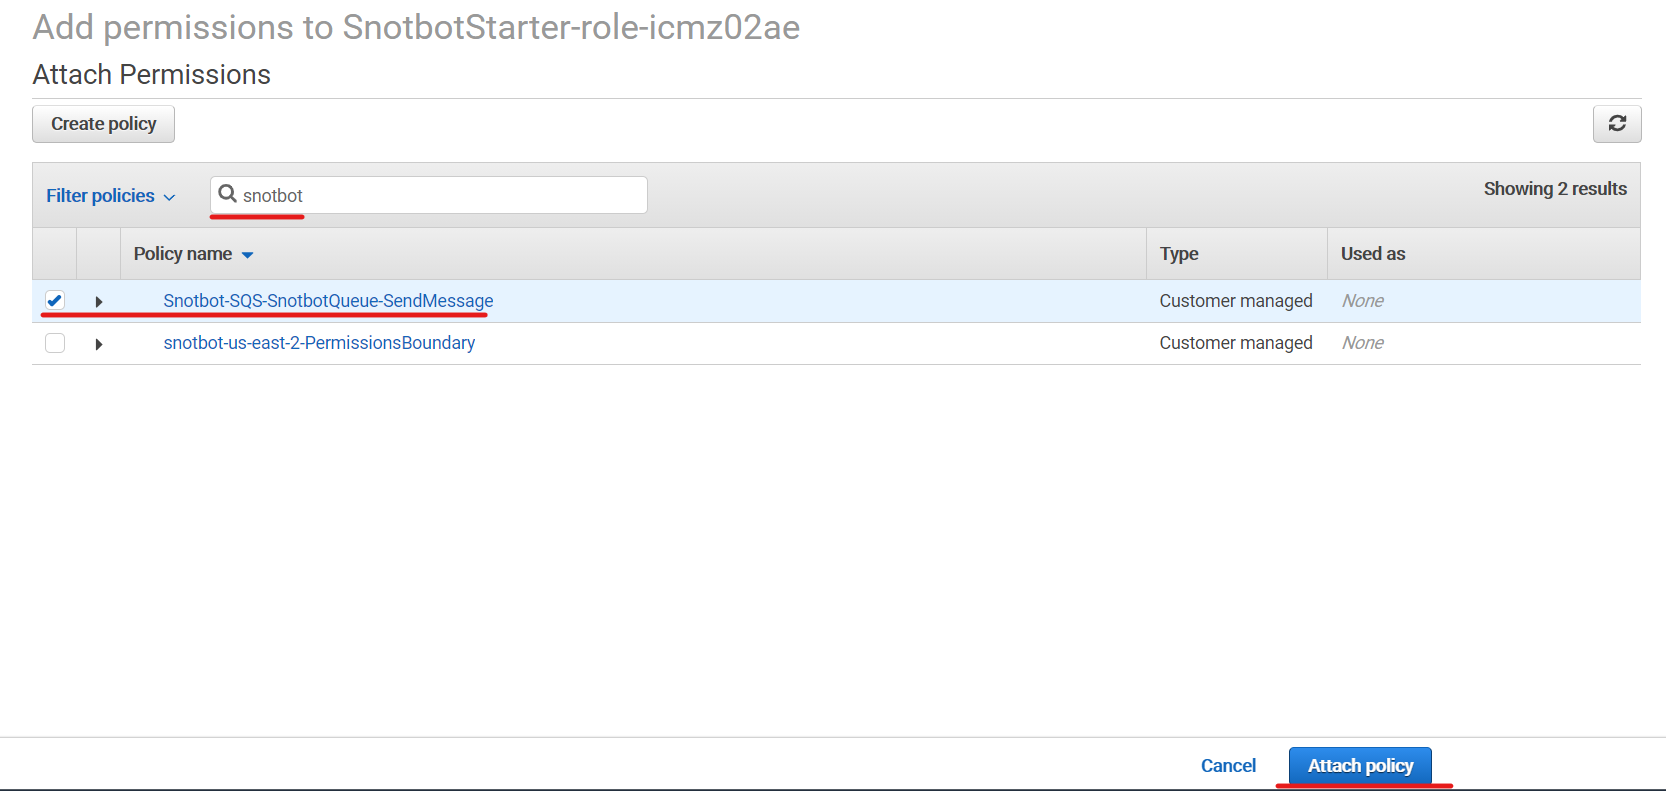 Add permissions to SnotbotStarter-role-icmz02ae
Attach Permissions
Create policy
Filter policies
snotbot
Showing 2 results
Policy name Type Used as
Snotbot-SQS-SnotbotQueue-SendMessage Customer managed None
snotbot-us-east-2-PermissionsBoundary Customer managed None
Cancel Attach policy